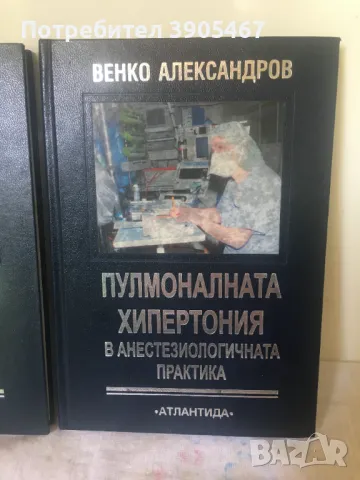 Потребител 3905467
ВЕНКО АЛЕКСАНДРОВ
ПУЛМОНАЛНАТА
ХИПЕРТОНИЯ
В АНЕСТЕЗИОЛОГИЧНАТА
ПРАКТИКА
•АТЛАНТИДА•
BAZAR